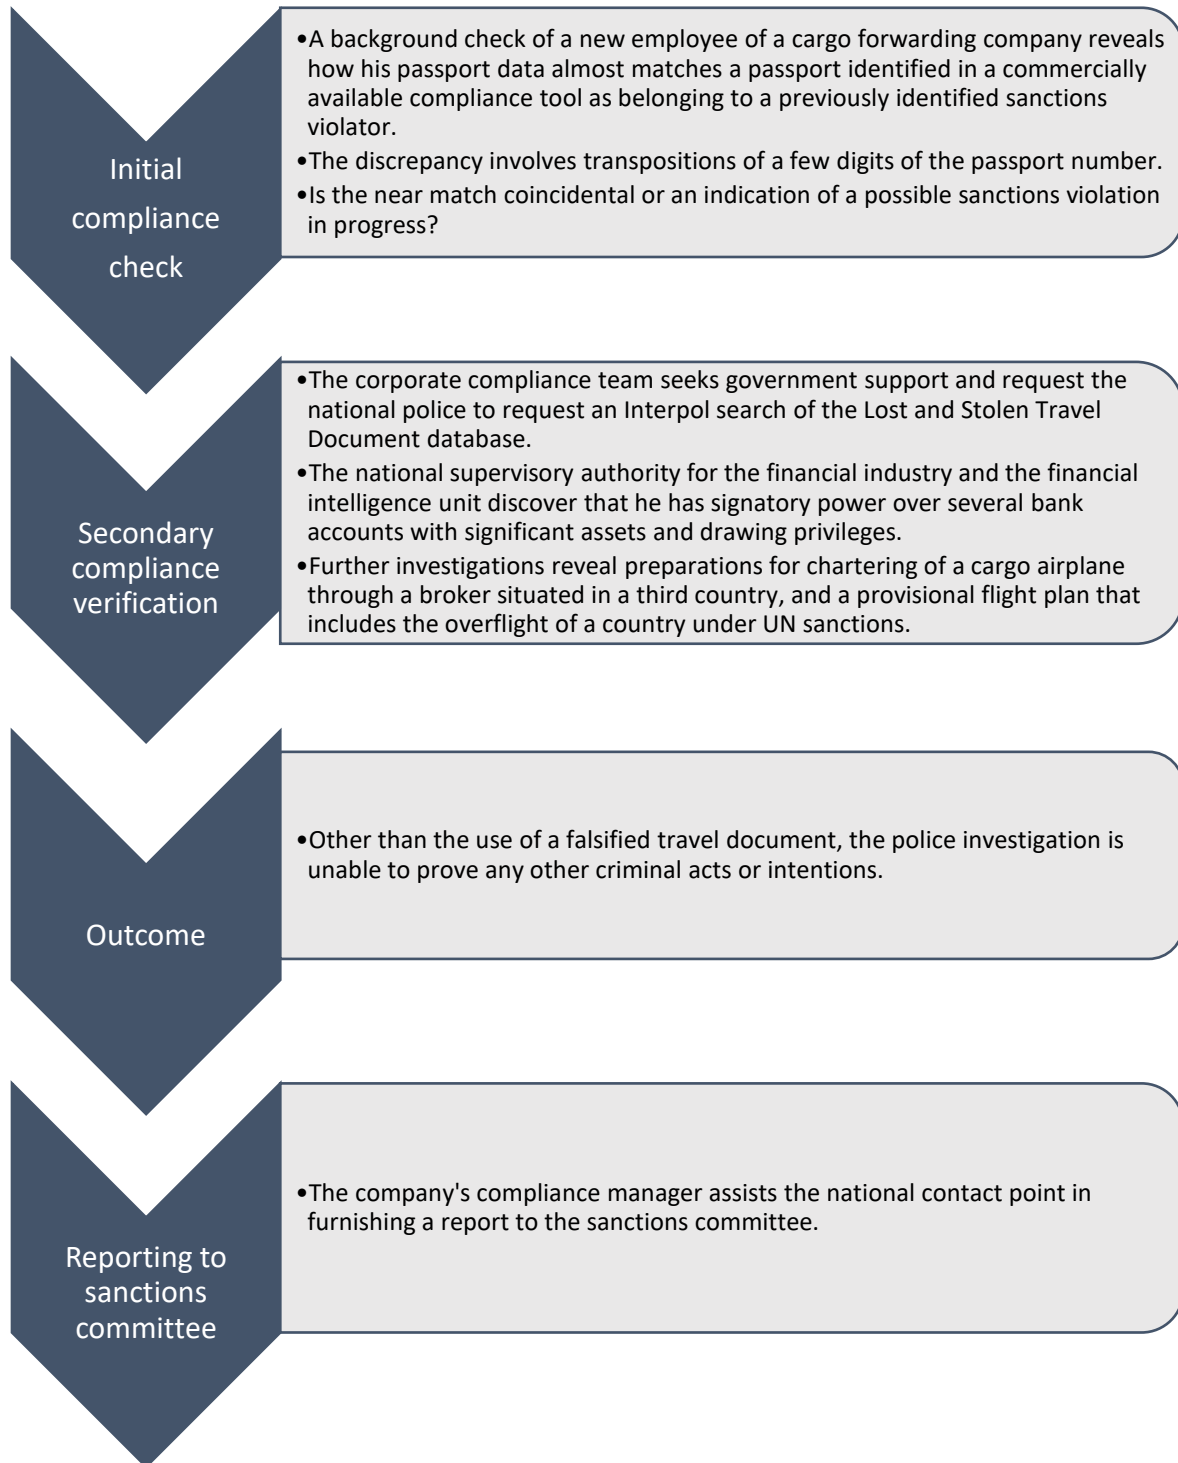 Initial
compliance
check
•A background check of a new employee of a cargo forwarding company reveals
how his passport data almost matches a passport identified in a commercially
available compliance tool as belonging to a previously identified sanctions
violator.
•The discrepancy involves transpositions of a few digits of the passport number.
•Is the near match coincidental or an indication of a possible sanctions violation
in progress?
Secondary
compliance
verification
•The corporate compliance team seeks government support and request the
national police to request an Interpol search of the Lost and Stolen Travel
Document database.
•The national supervisory authority for the financial industry and the financial
intelligence unit discover that he has signatory power over several bank
accounts with significant assets and drawing privileges.
•Further investigations reveal preparations for chartering of a cargo airplane
through a broker situated in a third country, and a provisional flight plan that
includes the overflight of a country under UN sanctions.
Outcome
•Other than the use of a falsified travel document, the police investigation is
unable to prove any other criminal acts or intentions.
Reporting to
sanctions
committee
•The company's compliance manager assists the national contact point in
furnishing a report to the sanctions committee.